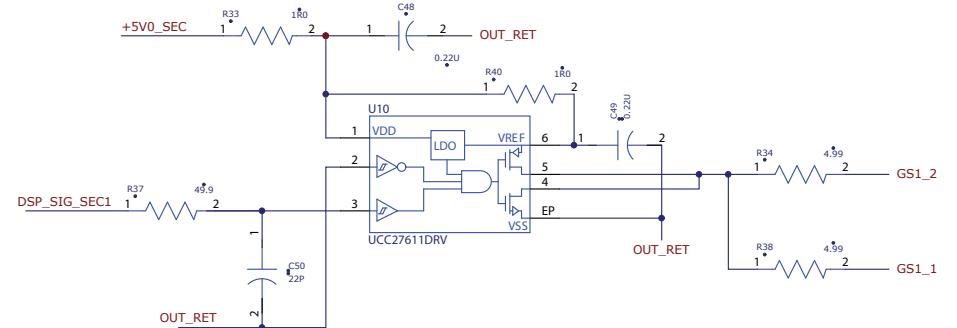 R33
1R0
C48
+5V0_SEC
1
2
1
2
OUT_RET
0.22U
R40
1R0
1
2
U10
C49
0.22U
1
VDD
LDO
VREF
6
1
2
R34
4.99
2
5
1
2
GS1_2
4
R37
49.9
DSP_SIG_SEC1
1
2
3
EP
VSS
UCC27611DRV
OUT_RET
R38
4.99
1
C50
22P
1
2
GS1_1
2
OUT_RET